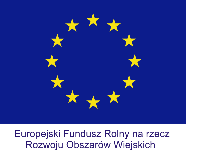 Europejski Fundusz Rolny na rzecz
Rozwoju Obszarów Wiejskich